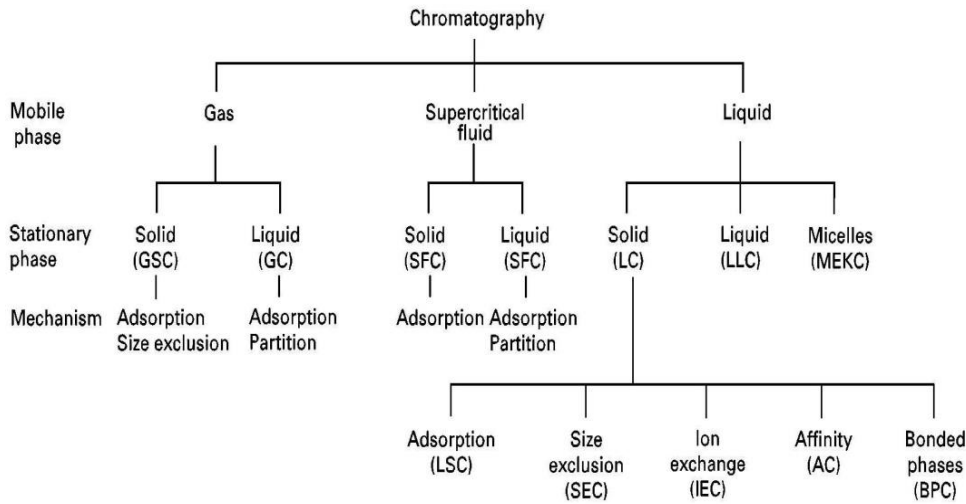 Chromatography
Mobile phase
Gas
Supercritical fluid
Liquid
Stationary phase
Solid (GSC)
Liquid (GC)
Solid (SFC)
Liquid (SFC)
Solid (LC)
Liquid (LLC)
Micelles (MEKC)
Mechanism
Adsorption
Size exclusion
Adsorption
Partition
Adsorption
Adsorption
Partition
Adsorption (LSC)
Size exclusion (SEC)
Ion exchange (IEC)
Affinity (AC)
Bonded phases (BPC)